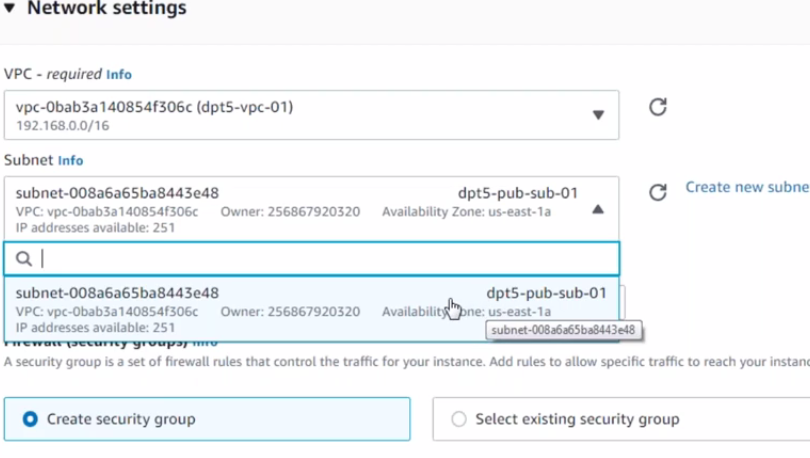 Network settings
VPC - required Info
vpc-0bab3a140854f306c (dpt5-vpc-01)
192.168.0.0/16
Subnet Info
subnet-008a6a65ba8443e48 dpt5-pub-sub-01
VPC: vpc-0bab3a140854f306c Owner: 256867920320 Availability Zone: us-east-1a
IP addresses available: 251
Create new subne
subnet-008a6a65ba8443e48 dpt5-pub-sub-01
VPC: vpc-0bab3a140854f306c Owner: 256867920320 Availability Zone: us-east-1a
IP addresses available: 251
subnet-008a6a65ba8443e48
Firewall (security groups) Info
A security group is a set of firewall rules that control the traffic for your instance. Add rules to allow specific traffic to reach your instanc
Create security group
Select existing security group